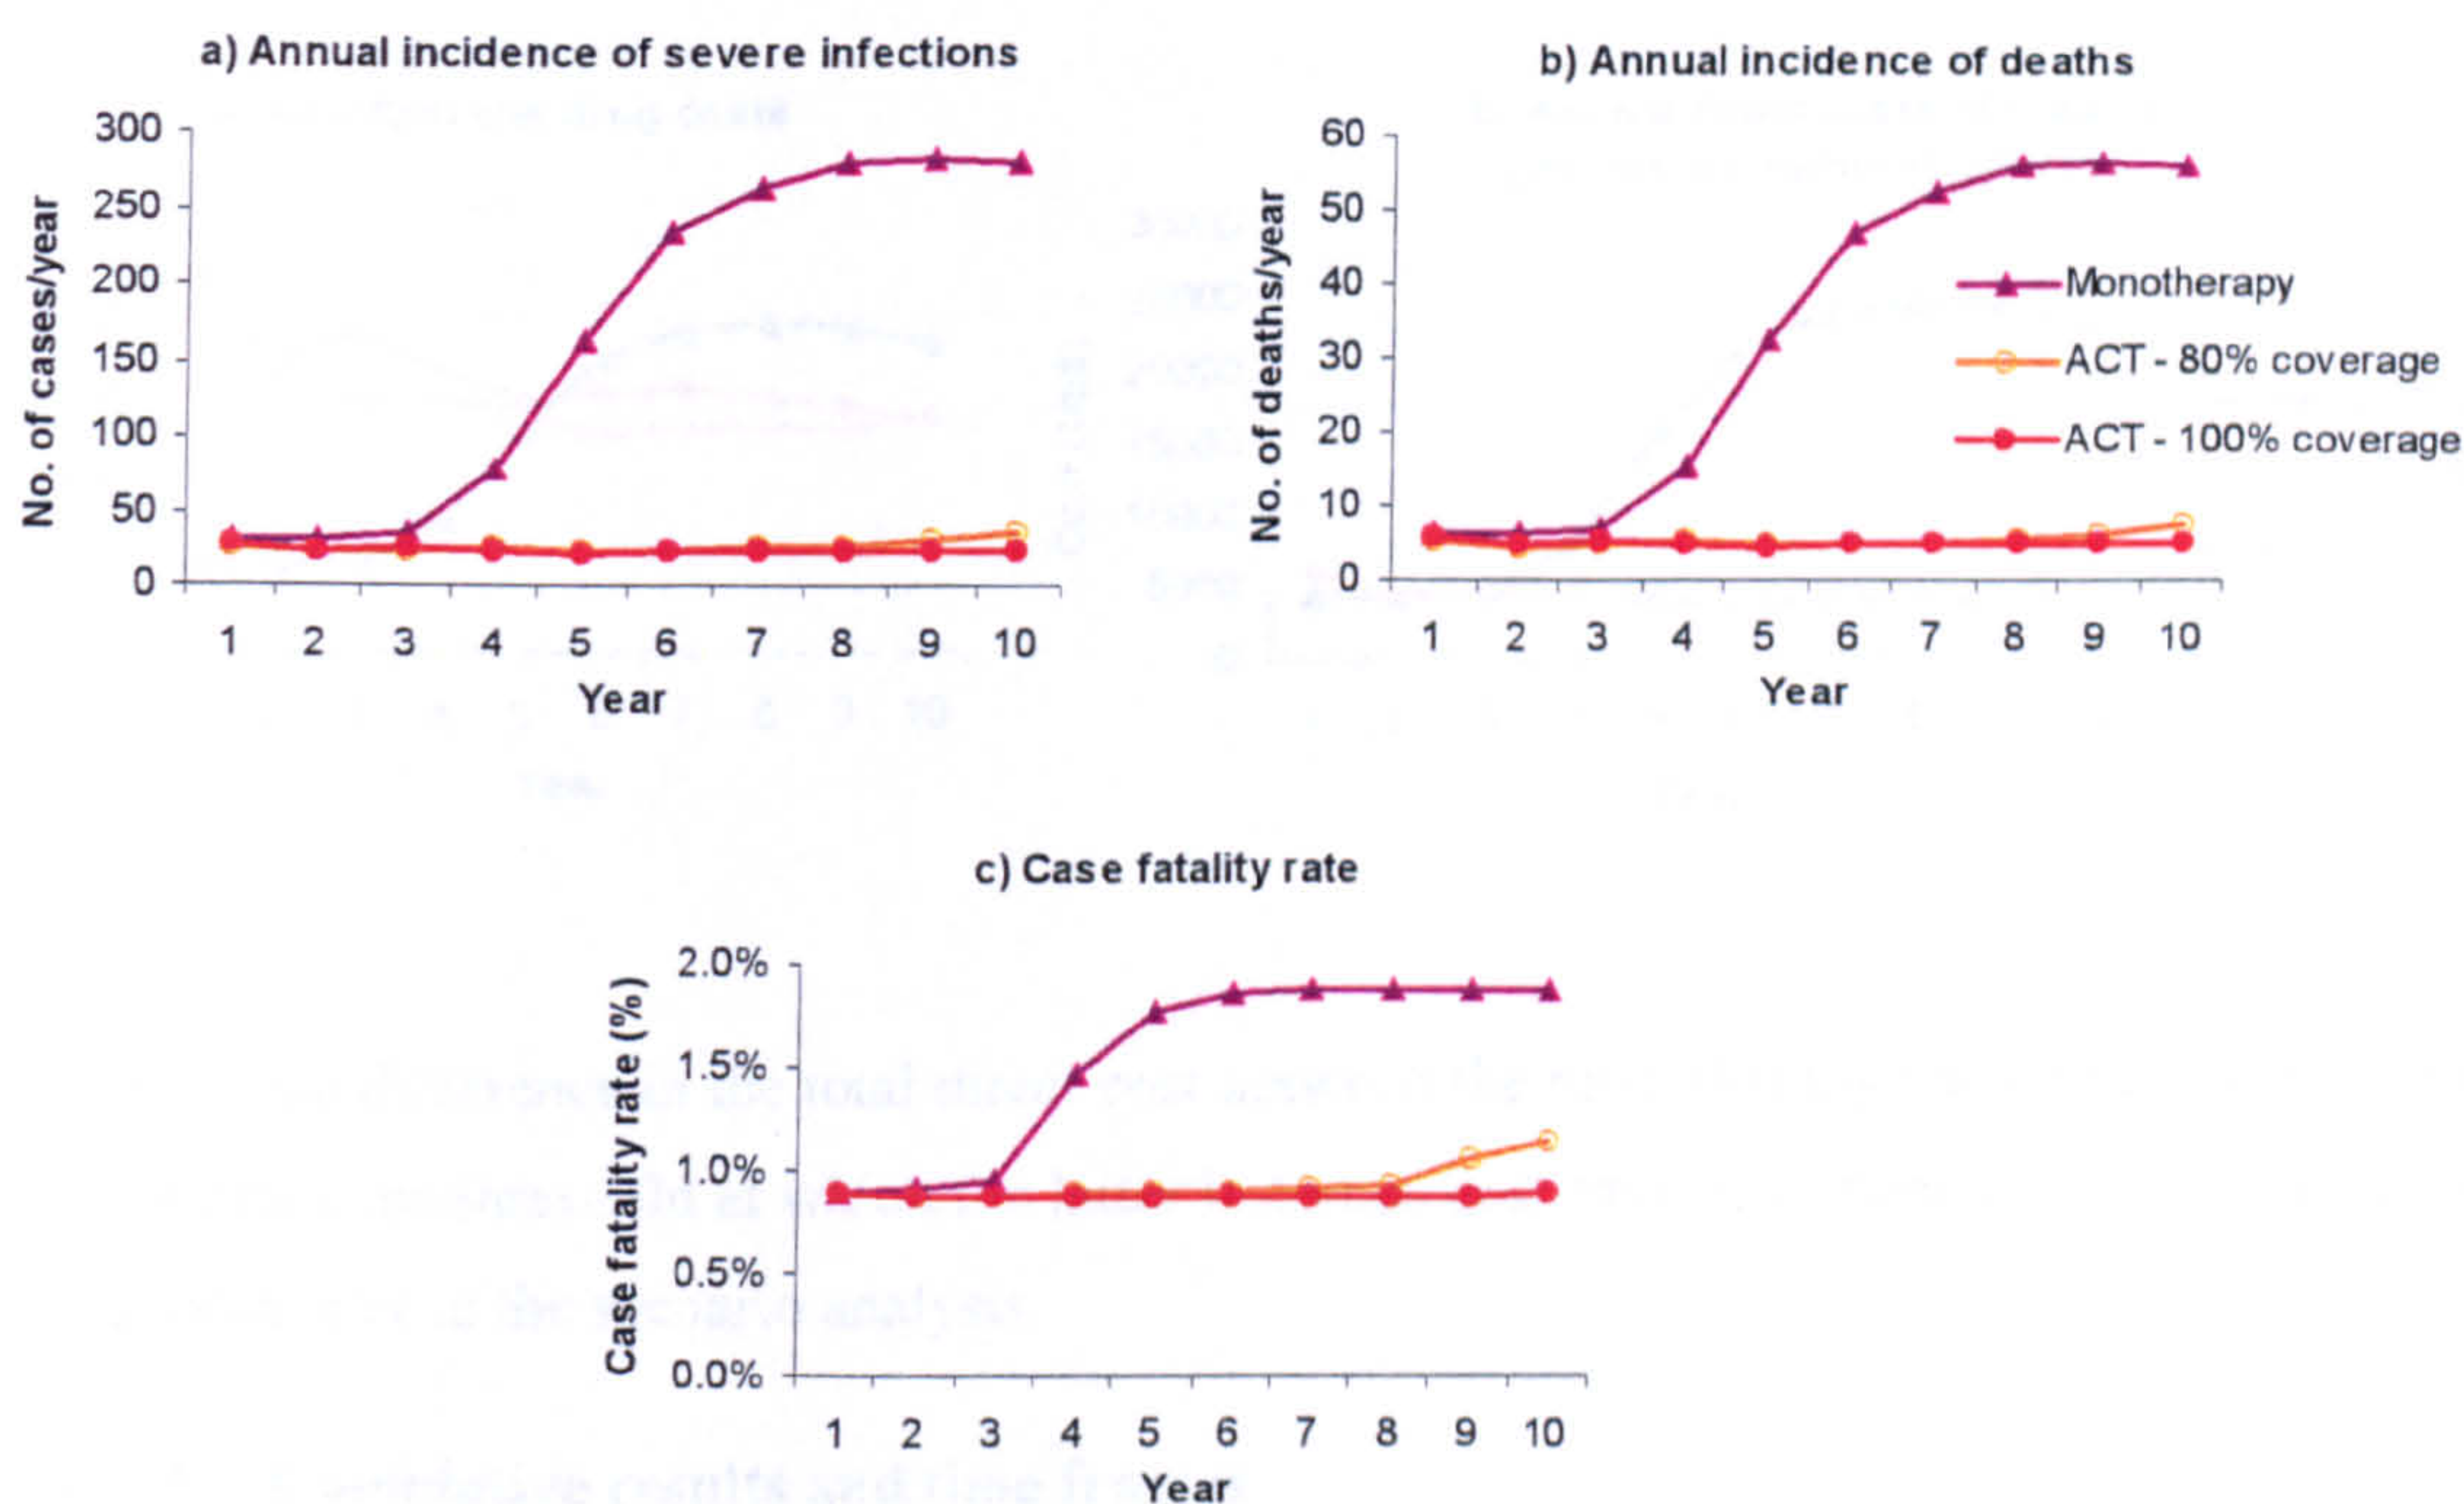 a) Annual incidence of severe infections
300
250
200
150
100
50
0
No. of cases/year
1 2 3 4 5 6 7 8 9 10
Year
b) Annual incidence of deaths
60
50
40
30
20
10
0
No. of deaths/year
Monotherapy
ACT - 80% coverage
ACT - 100% coverage
1 2 3 4 5 6 7 8 9 10
Year
c) Case fatality rate
2.0%
1.5%
1.0%
0.5%
0.0%
Case fatality rate (%)
1 2 3 4 5 6 7 8 9 10
Year